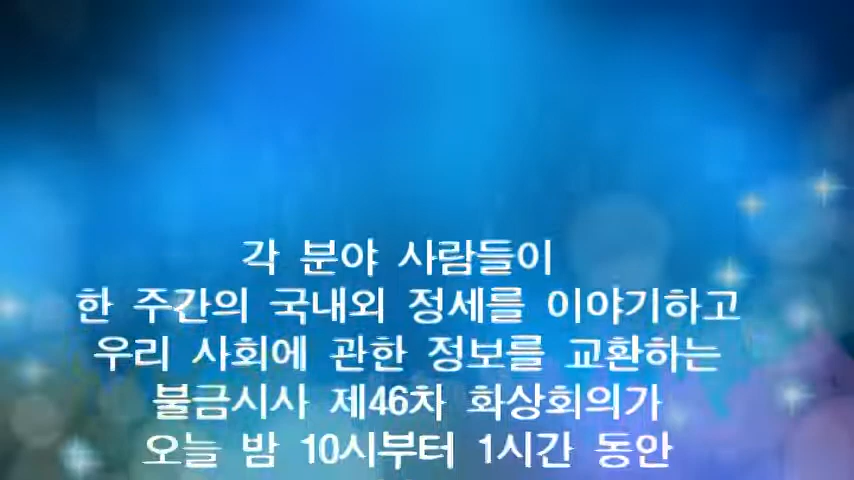 각 분야 사람들이
한 주간의 국내외 정세를 이야기하고
우리 사회에 관한 정보를 교환하는
불금시사 제46차 화상회의가
오늘 밤 10시부터 1시간 동안